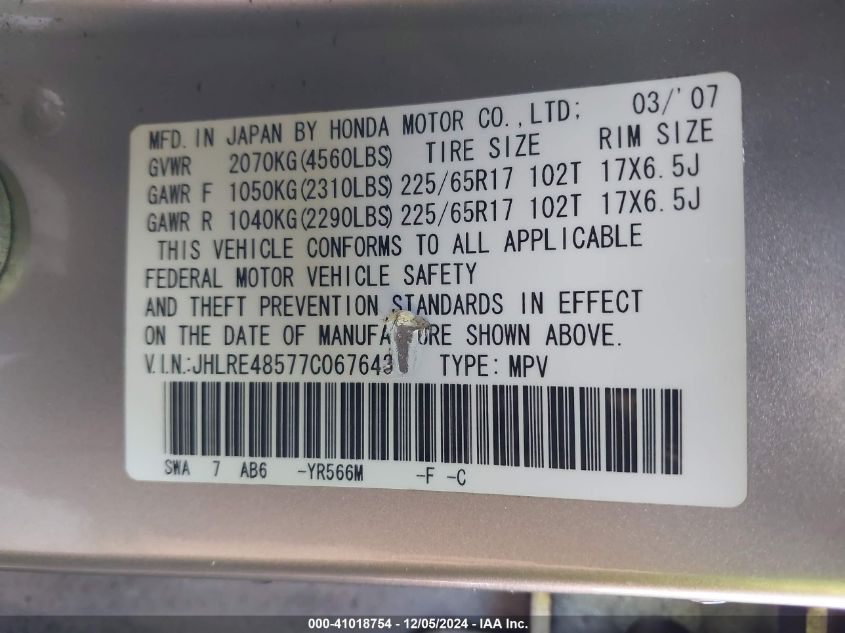 MFD. IN JAPAN BY HONDA MOTOR CO.,LTD; 03/'07
GVWR 2070KG(4560LBS) TIRE SIZE RIM SIZE
GAWR F 1050KG(2310LBS) 225/65R17 102T 17X6.5J
GAWR R 1040KG(2290LBS) 225/65R17 102T 17X6.5J
THIS VEHICLE CONFORMS TO ALL APPLICABLE
FEDERAL MOTOR VEHICLE SAFETY
AND THEFT PREVENTION STANDARDS IN EFFECT
ON THE DATE OF SHOWN ABOVE.
V.I.N.:JHLRE48577C067643 TYPE: MPV
SWA 7 AB6 -YR566M -F -C
000-41018754 - 12/05/2024 - IAA Inc.